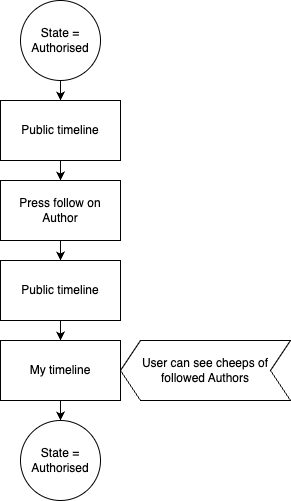 State =
Authorised
Public timeline
Press follow on
Author
Public timeline
My timeline
User can see cheeps of
followed Authors
State =
Authorised